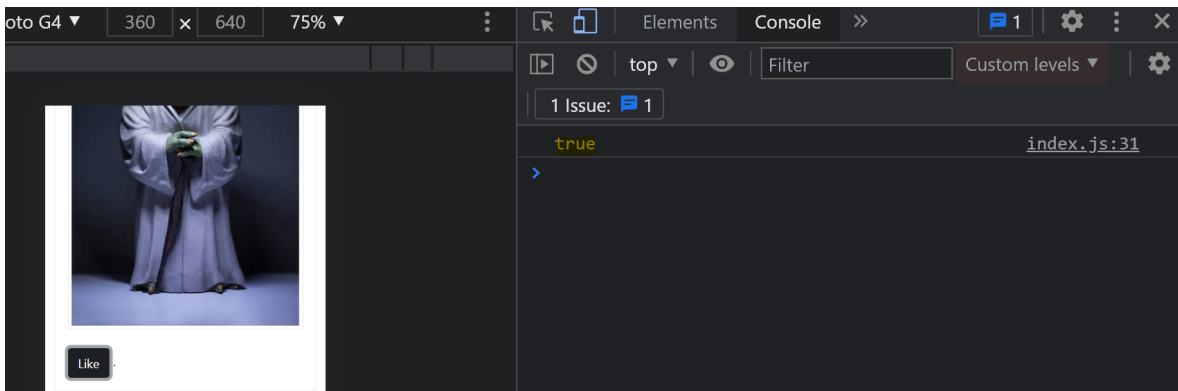 oto G4 ▼ 360 × 640 75% ▼
Elements Console » 1
top ▼ Filter Custom levels ▼
1 Issue: 1
true index.js:31
>
Like .